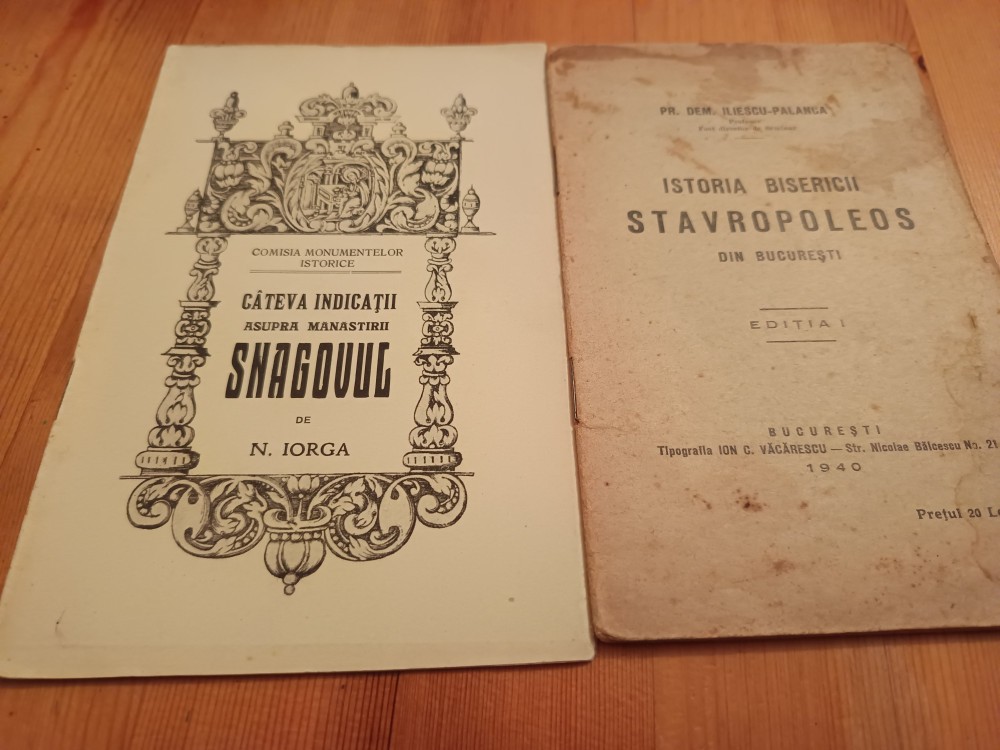 COMISIA MONUMENTELOR
ISTORICE
CÂTEVA INDICAȚII
ASUPRA MANASTIRII
SNAGOVUL
DE
N. IORGA
PR. DEM. ILIESCU-PALANCA
ISTORIA BISERICII
STAVROPOLEOS
DIN BUCUREȘTI
EDIȚIA I
BUCUREȘTI
Tipografia ION C. VĂCĂRESCU — Str. Nicolae Bălcescu No. 21
1940
Prețul 20 Le